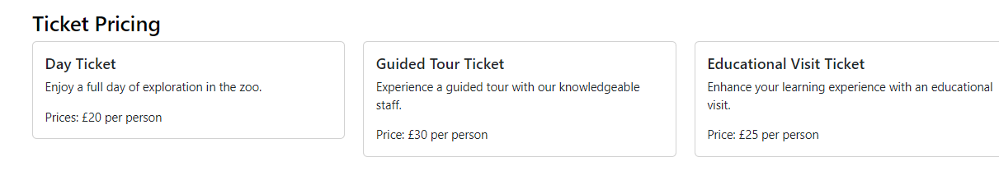 Ticket Pricing
Day Ticket
Enjoy a full day of exploration in the zoo.
Prices: £20 per person
Guided Tour Ticket
Experience a guided tour with our knowledgeable
staff.
Price: £30 per person
Educational Visit Ticket
Enhance your learning experience with an educational
visit.
Price: £25 per person